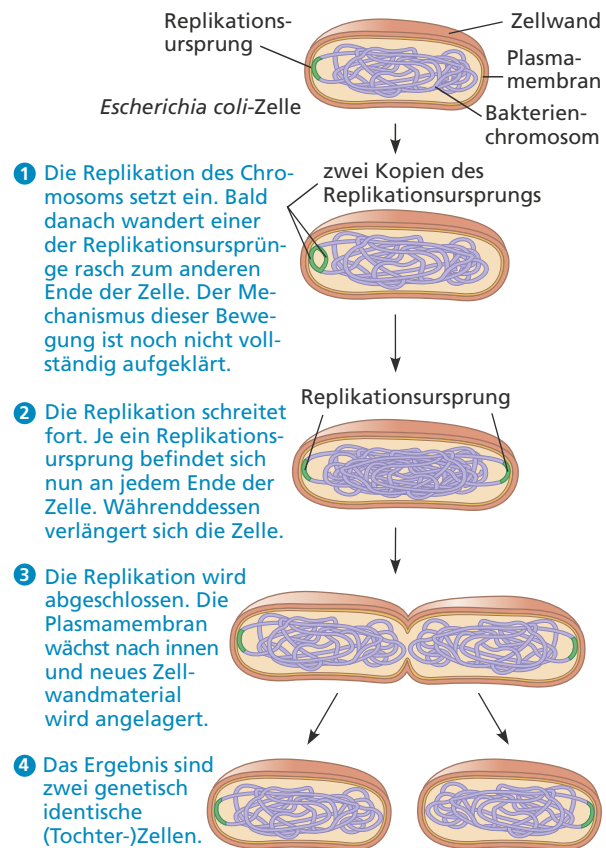 Replikations-
ursprung
Zellwand
Plasma-
membran
Escherichia coli-Zelle
Bakterien-
chromosom
1 Die Replikation des Chro-
mosoms setzt ein. Bald
danach wandert einer
der Replikationsursprün-
ge rasch zum anderen
Ende der Zelle. Der Me-
chanismus dieser Bewe-
gung ist noch nicht voll-
ständig aufgeklärt.
zwei Kopien des
Replikationsursprungs
2 Die Replikation schreitet
fort. Je ein Replikations-
ursprung befindet sich
nun an jedem Ende der
Zelle. Währenddessen
verlängert sich die Zelle.
Replikationsursprung
3 Die Replikation wird
abgeschlossen. Die
Plasmamembran
wächst nach innen
und neues Zell-
wandmaterial
wird angelagert.
4 Das Ergebnis sind
zwei genetisch
identische
(Tochter-)Zellen.